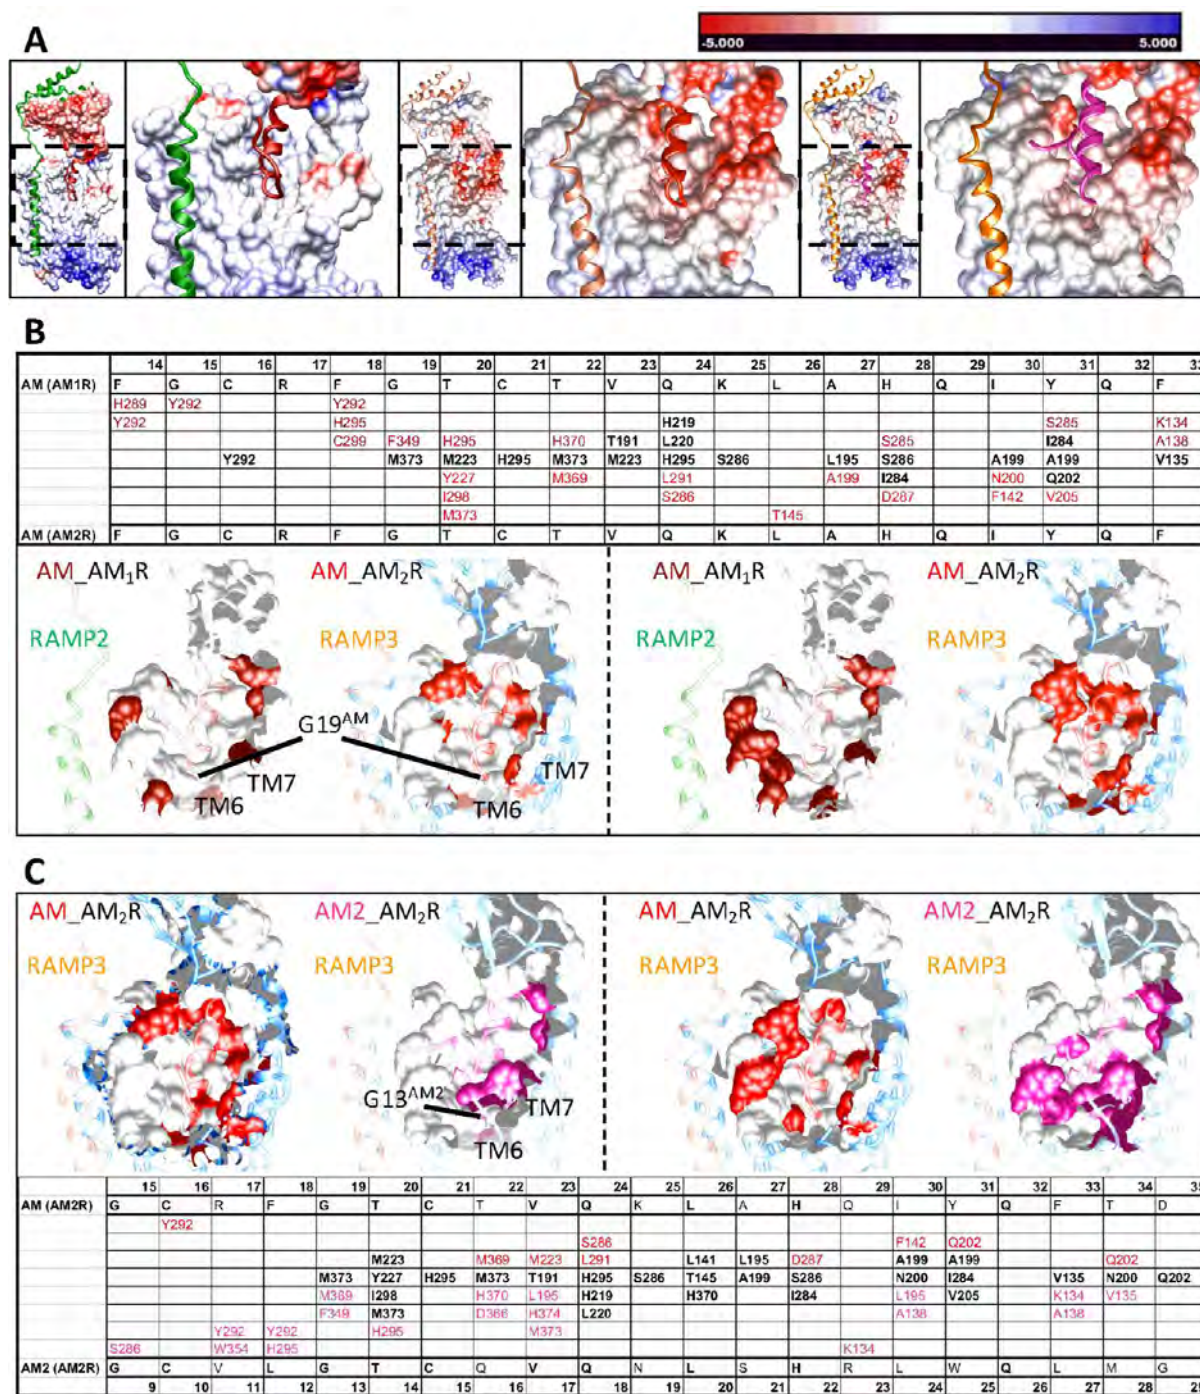 A
-5.000 5.000
B
14 15 16 17 18 19 20 21 22 23 24 25 26 27 28 29 30 31 32 33
AM (AM1R) F G C R F G T C T V Q K L A H Q I Y Q F
H289 Y292 Y292
Y292 H295 H219 S285 K134
C299 F349 H295 H370 T191 L220 S285 I284 A138
Y292 M373 M223 H295 M373 M223 H295 S286 L195 S286 A199 A199 V135
Y227 M369 L291 A199 I284 N200 Q202
I298 S286 D287 F142 V205
M373 T145
AM (AM2R) F G C R F G T C T V Q K L A H Q I Y Q F
AM_AM₁R AM_AM₂R AM_AM₁R AM_AM₂R
RAMP2 RAMP3 RAMP2 RAMP3
G19ᴬᴹ
TM7 TM7
TM6 TM6
C
AM_AM₂R AM2_AM₂R AM_AM₂R AM2_AM₂R
RAMP3 RAMP3 RAMP3 RAMP3
G13ᴬᴹ² TM7
TM6
15 16 17 18 19 20 21 22 23 24 25 26 27 28 29 30 31 32 33 34 35
AM (AM2R) G C R F G T C T V Q K L A H Q I Y Q F T D
Y292
S286 F142 Q202
M223 M369 M223 L291 L141 L195 D287 A199 A199 Q202
M373 Y227 H295 M373 T191 H295 S286 T145 A199 S286 N200 I284 V135 N200 Q202
M369 I298 H370 L195 H219 H370 I284 L195 V205 K134 V135
F349 M373 D366 H374 L220 A138 A138
Y292 Y292 H295 M373
S286 W354 H295 K134
AM2 (AM2R) G C V L G T C Q V Q N L S H R L W Q L M G
9 10 11 12 13 14 15 16 17 18 19 20 21 22 23 24 25 26 27 28 29